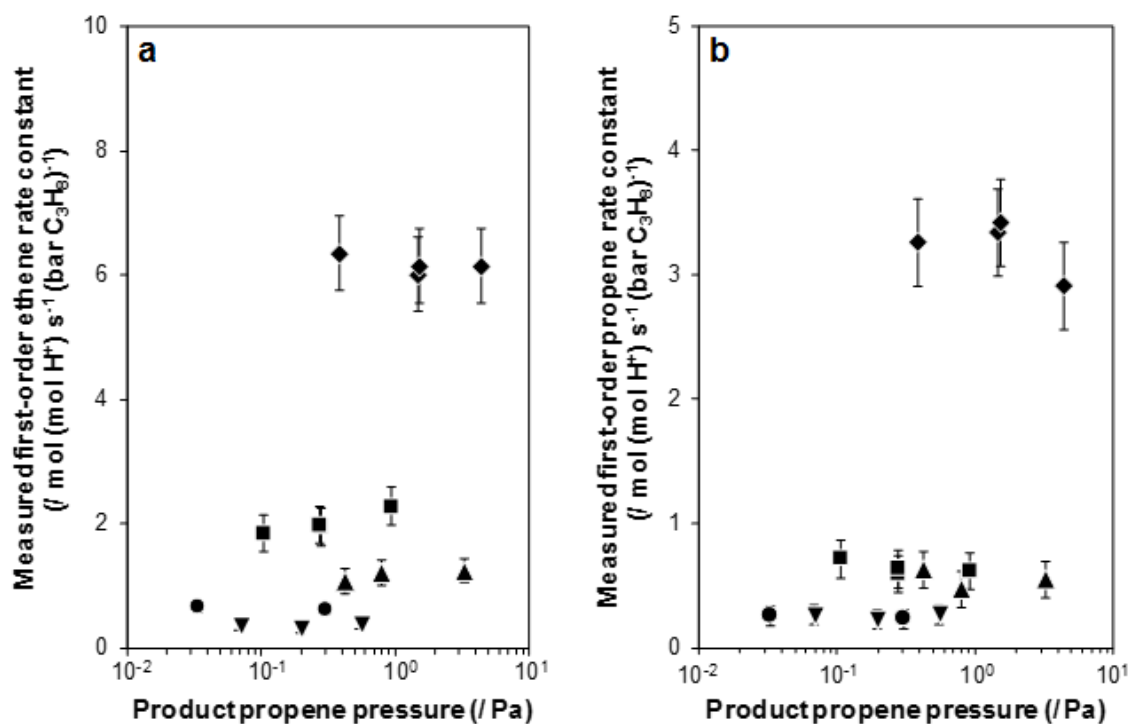 a
Measured first-order ethene rate constant
(/ mol (mol H⁺) s⁻¹ (bar C₃H₈)⁻¹)
10
8
6
4
2
0
10⁻² 10⁻¹ 10⁰ 10¹
Product propene pressure (/ Pa)
b
Measured first-order propene rate constant
(/ mol (mol H⁺) s⁻¹ (bar C₃H₈)⁻¹)
5
4
3
2
1
0
10⁻² 10⁻¹ 10⁰ 10¹
Product propene pressure (/ Pa)